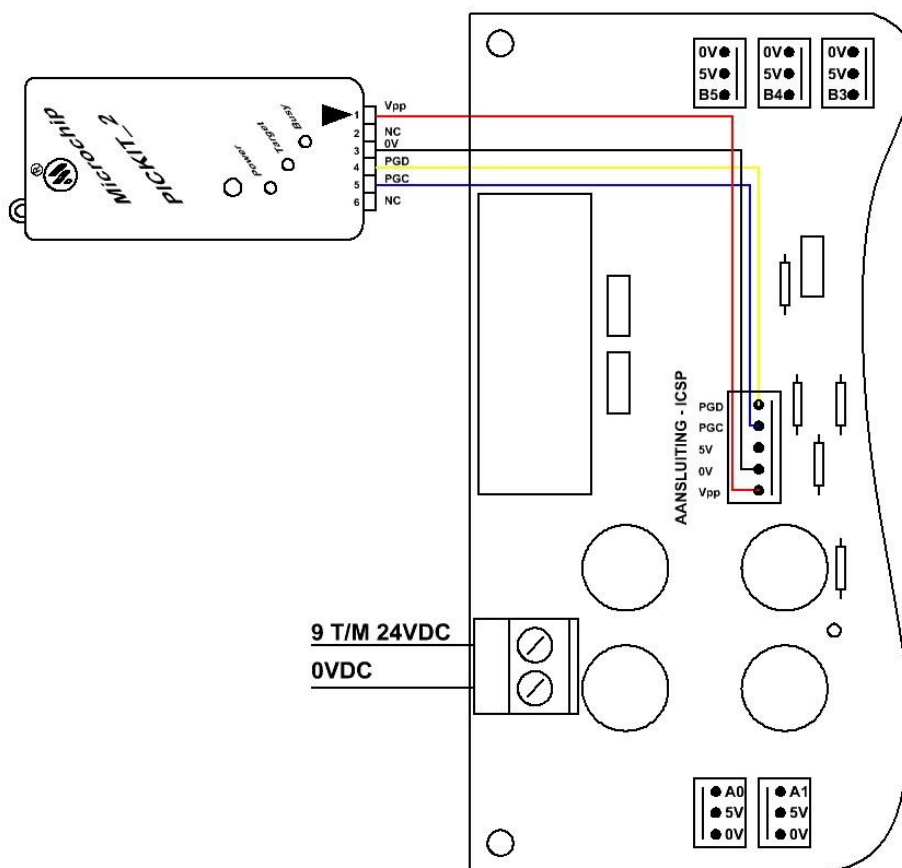 Microchip
PICKIT_2
®
Power
Target
Busy
1
2
3
4
5
6
Vpp
NC
0V
PGD
PGC
NC
0V
5V
B5
0V
5V
B4
0V
5V
B3
AANSLUITING - ICSP
PGD
PGC
5V
0V
Vpp
9 T/M 24VDC
0VDC
A0
5V
0V
A1
5V
0V